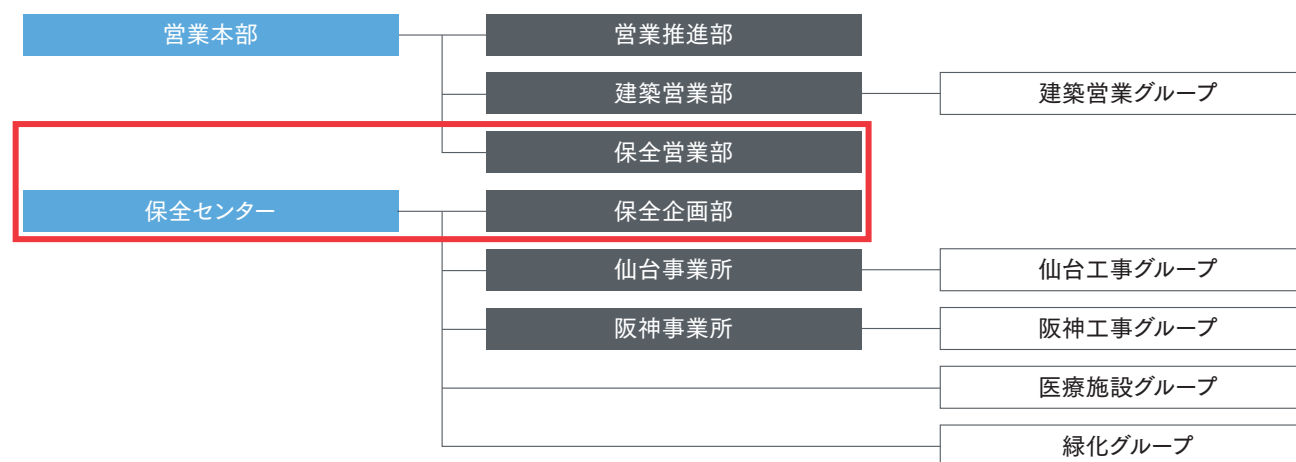 営業本部
営業推進部
建築営業部
建築営業グループ
保全営業部
保全センター
保全企画部
仙台事業所
仙台工事グループ
阪神事業所
阪神工事グループ
医療施設グループ
緑化グループ